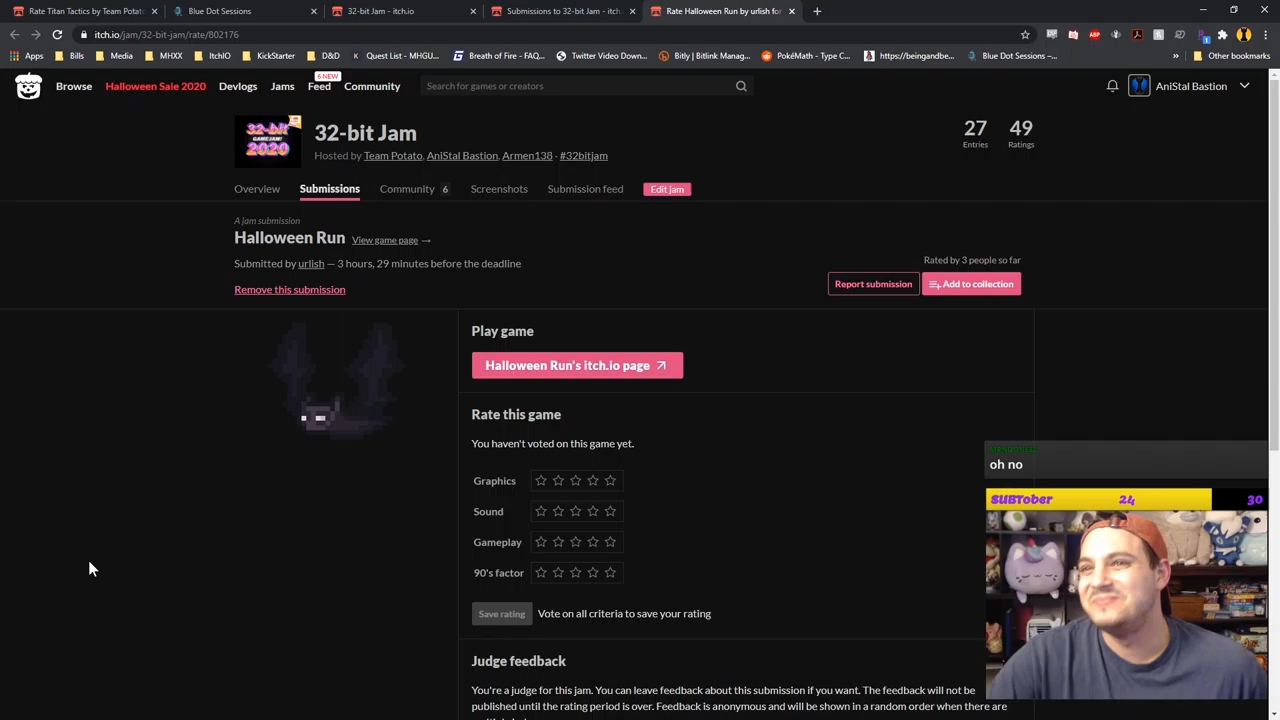 Rate Titan Tactics by Team Potato
Blue Dot Sessions
32-bit Jam - itch.io
Submissions to 32-bit Jam - itch.
Rate Halloween Run by urlish for
itch.io/jam/32-bit-jam/rate/802176
Apps Bills Media MHXX ItchIO KickStarter D&D Quest List - MHGU... Breath of Fire - FAQ... Twitter Video Down... Bitly | Bitlink Manag... PokéMath - Type C... https://beingandbe... Blue Dot Sessions –... » Other bookmarks
6 NEW
Browse Halloween Sale 2020 Devlogs Jams Feed Community Search for games or creators AniStal Bastion
32-bit
GAME JAM!
2020
32-bit Jam
Hosted by Team Potato, AniStal Bastion, Armen138 · #32bitjam
27 49
Entries Ratings
Overview Submissions Community 6 Screenshots Submission feed Edit jam
A jam submission
Halloween Run View game page →
Submitted by urlish — 3 hours, 29 minutes before the deadline
Rated by 3 people so far
Remove this submission
Report submission Add to collection
Play game
Halloween Run's itch.io page
Rate this game
You haven't voted on this game yet.
Graphics
Sound
Gameplay
90's factor
Save rating Vote on all criteria to save your rating
Judge feedback
You're a judge for this jam. You can leave feedback about this submission if you want. The feedback will not be
published until the rating period is over. Feedback is anonymous and will be shown in a random order when there are
oh no
SUBTober 24 30